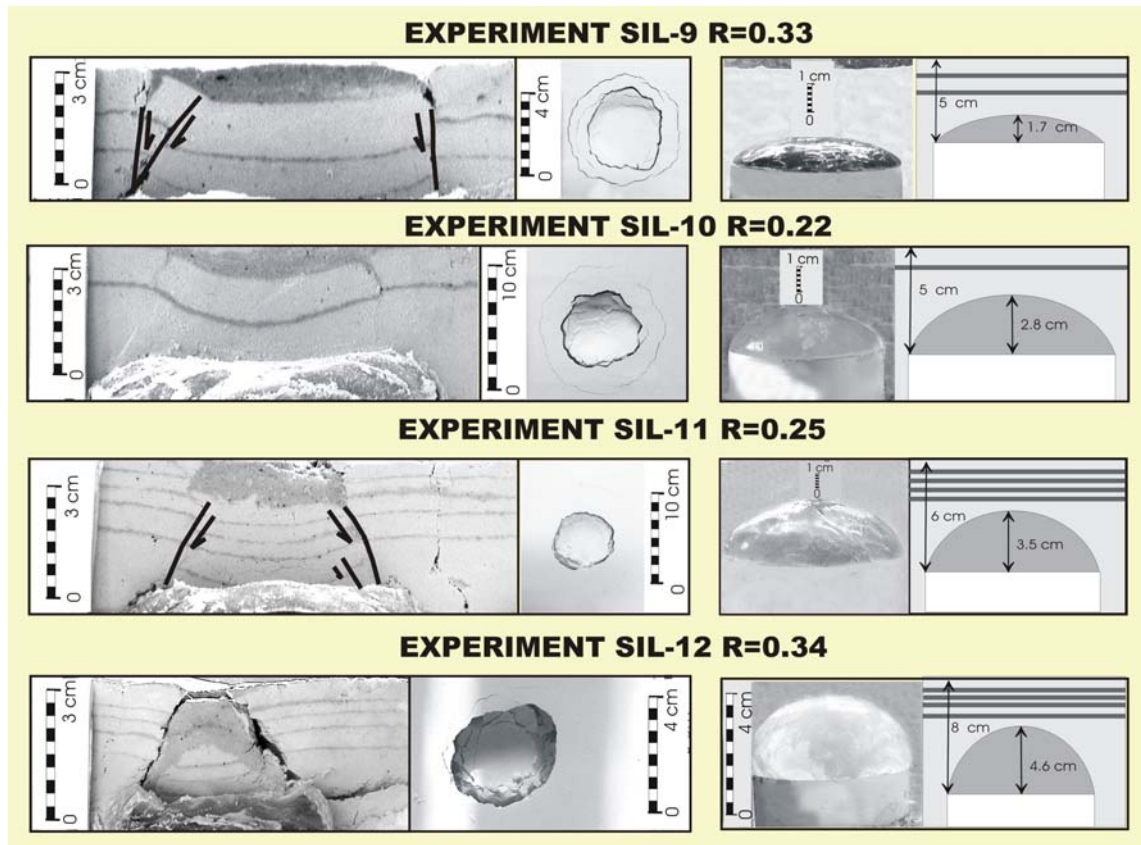 EXPERIMENT SIL-9 R=0.33
3 cm
0
4 cm
0
1 cm
0
5 cm
1.7 cm
EXPERIMENT SIL-10 R=0.22
3 cm
0
10 cm
0
1 cm
0
5 cm
2.8 cm
EXPERIMENT SIL-11 R=0.25
3 cm
0
10 cm
0
1 cm
0
6 cm
3.5 cm
EXPERIMENT SIL-12 R=0.34
3 cm
0
4 cm
0
4 cm
0
8 cm
4.6 cm